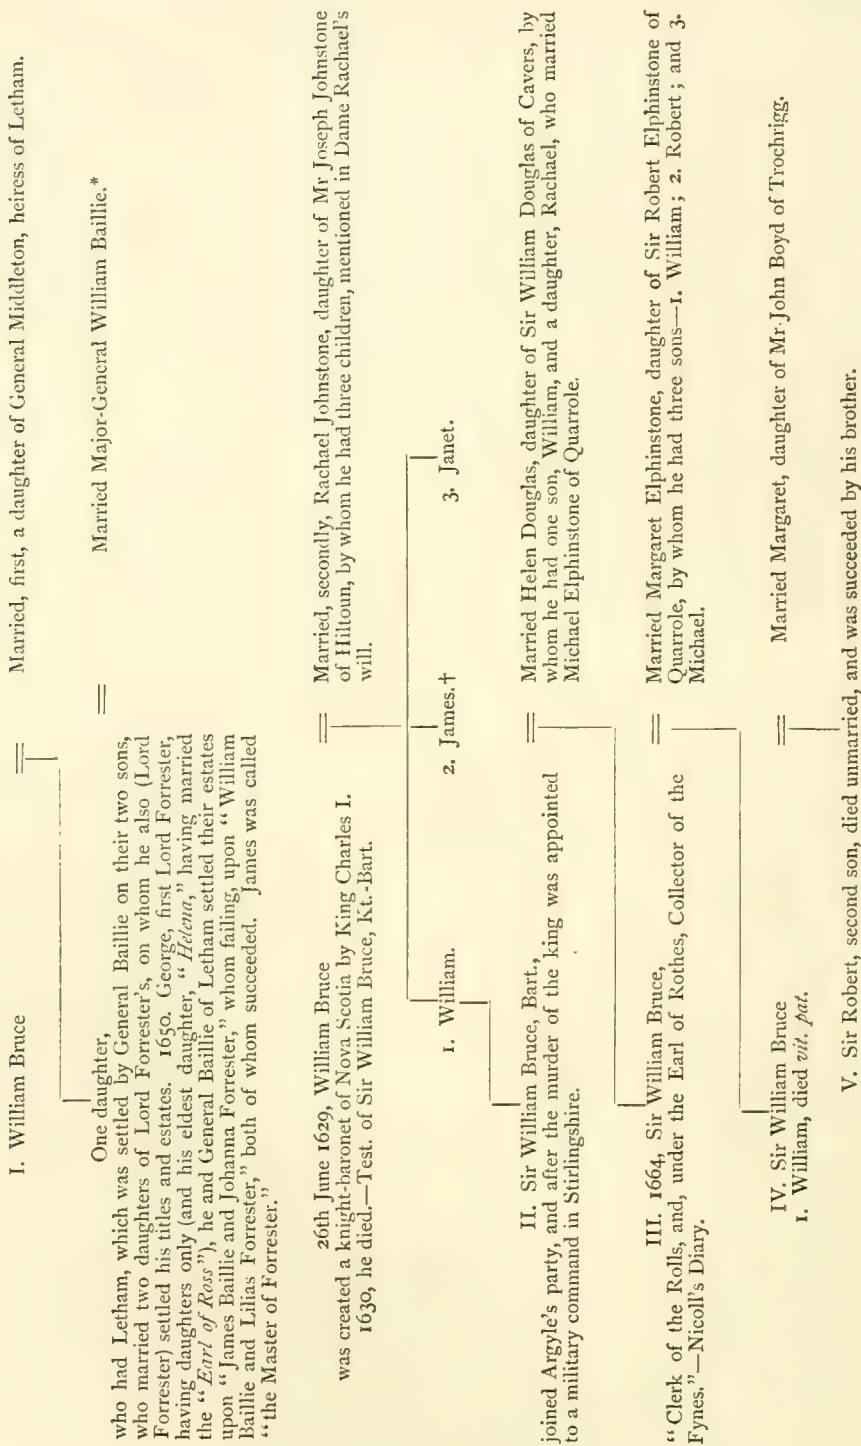 I. William Bruce = Married, first, a daughter of General Middleton, heiress of Letham.
One daughter, = Married Major-General William Baillie.*
who had Letham, which was settled by General Baillie on their two sons,
who married two daughters of Lord Forrester's, on whom he also (Lord
Forrester) settled his titles and estates. 1650. George, first Lord Forrester,
having daughters only (and his eldest daughter, “Helena,” having married
the “Earl of Ross”), he and General Baillie of Letham settled their estates
upon “James Baillie and Johanna Forrester,” whom failing, upon “William
Baillie and Lilias Forrester,” both of whom succeeded. James was called
“the Master of Forrester.”
26th June 1629, William Bruce
was created a knight-baronet of Nova Scotia by King Charles I.
1630, he died.—Test. of Sir William Bruce, Kt.-Bart.
=
Married, secondly, Rachael Johnstone, daughter of Mr Joseph Johnstone
of Hiltoun, by whom he had three children, mentioned in Dame Rachael's
will.
1. William. 2. James.† 3. Janet.
II. Sir William Bruce, Bart.,
joined Argyle's party, and after the murder of the king was appointed
to a military command in Stirlingshire.
=
Married Helen Douglas, daughter of Sir William Douglas of Cavers, by
whom he had one son, William, and a daughter, Rachael, who married
Michael Elphinstone of Quarrole.
III. 1664, Sir William Bruce,
“Clerk of the Rolls, and, under the Earl of Rothes, Collector of the
Fynes.”—Nicoll's Diary.
=
Married Margaret Elphinstone, daughter of Sir Robert Elphinstone of
Quarrole, by whom he had three sons—1. William; 2. Robert; and 3.
Michael.
IV. Sir William Bruce = Married Margaret, daughter of Mr John Boyd of Trochrigg.
1. William, died vit. pat.
V. Sir Robert, second son, died unmarried, and was succeeded by his brother.